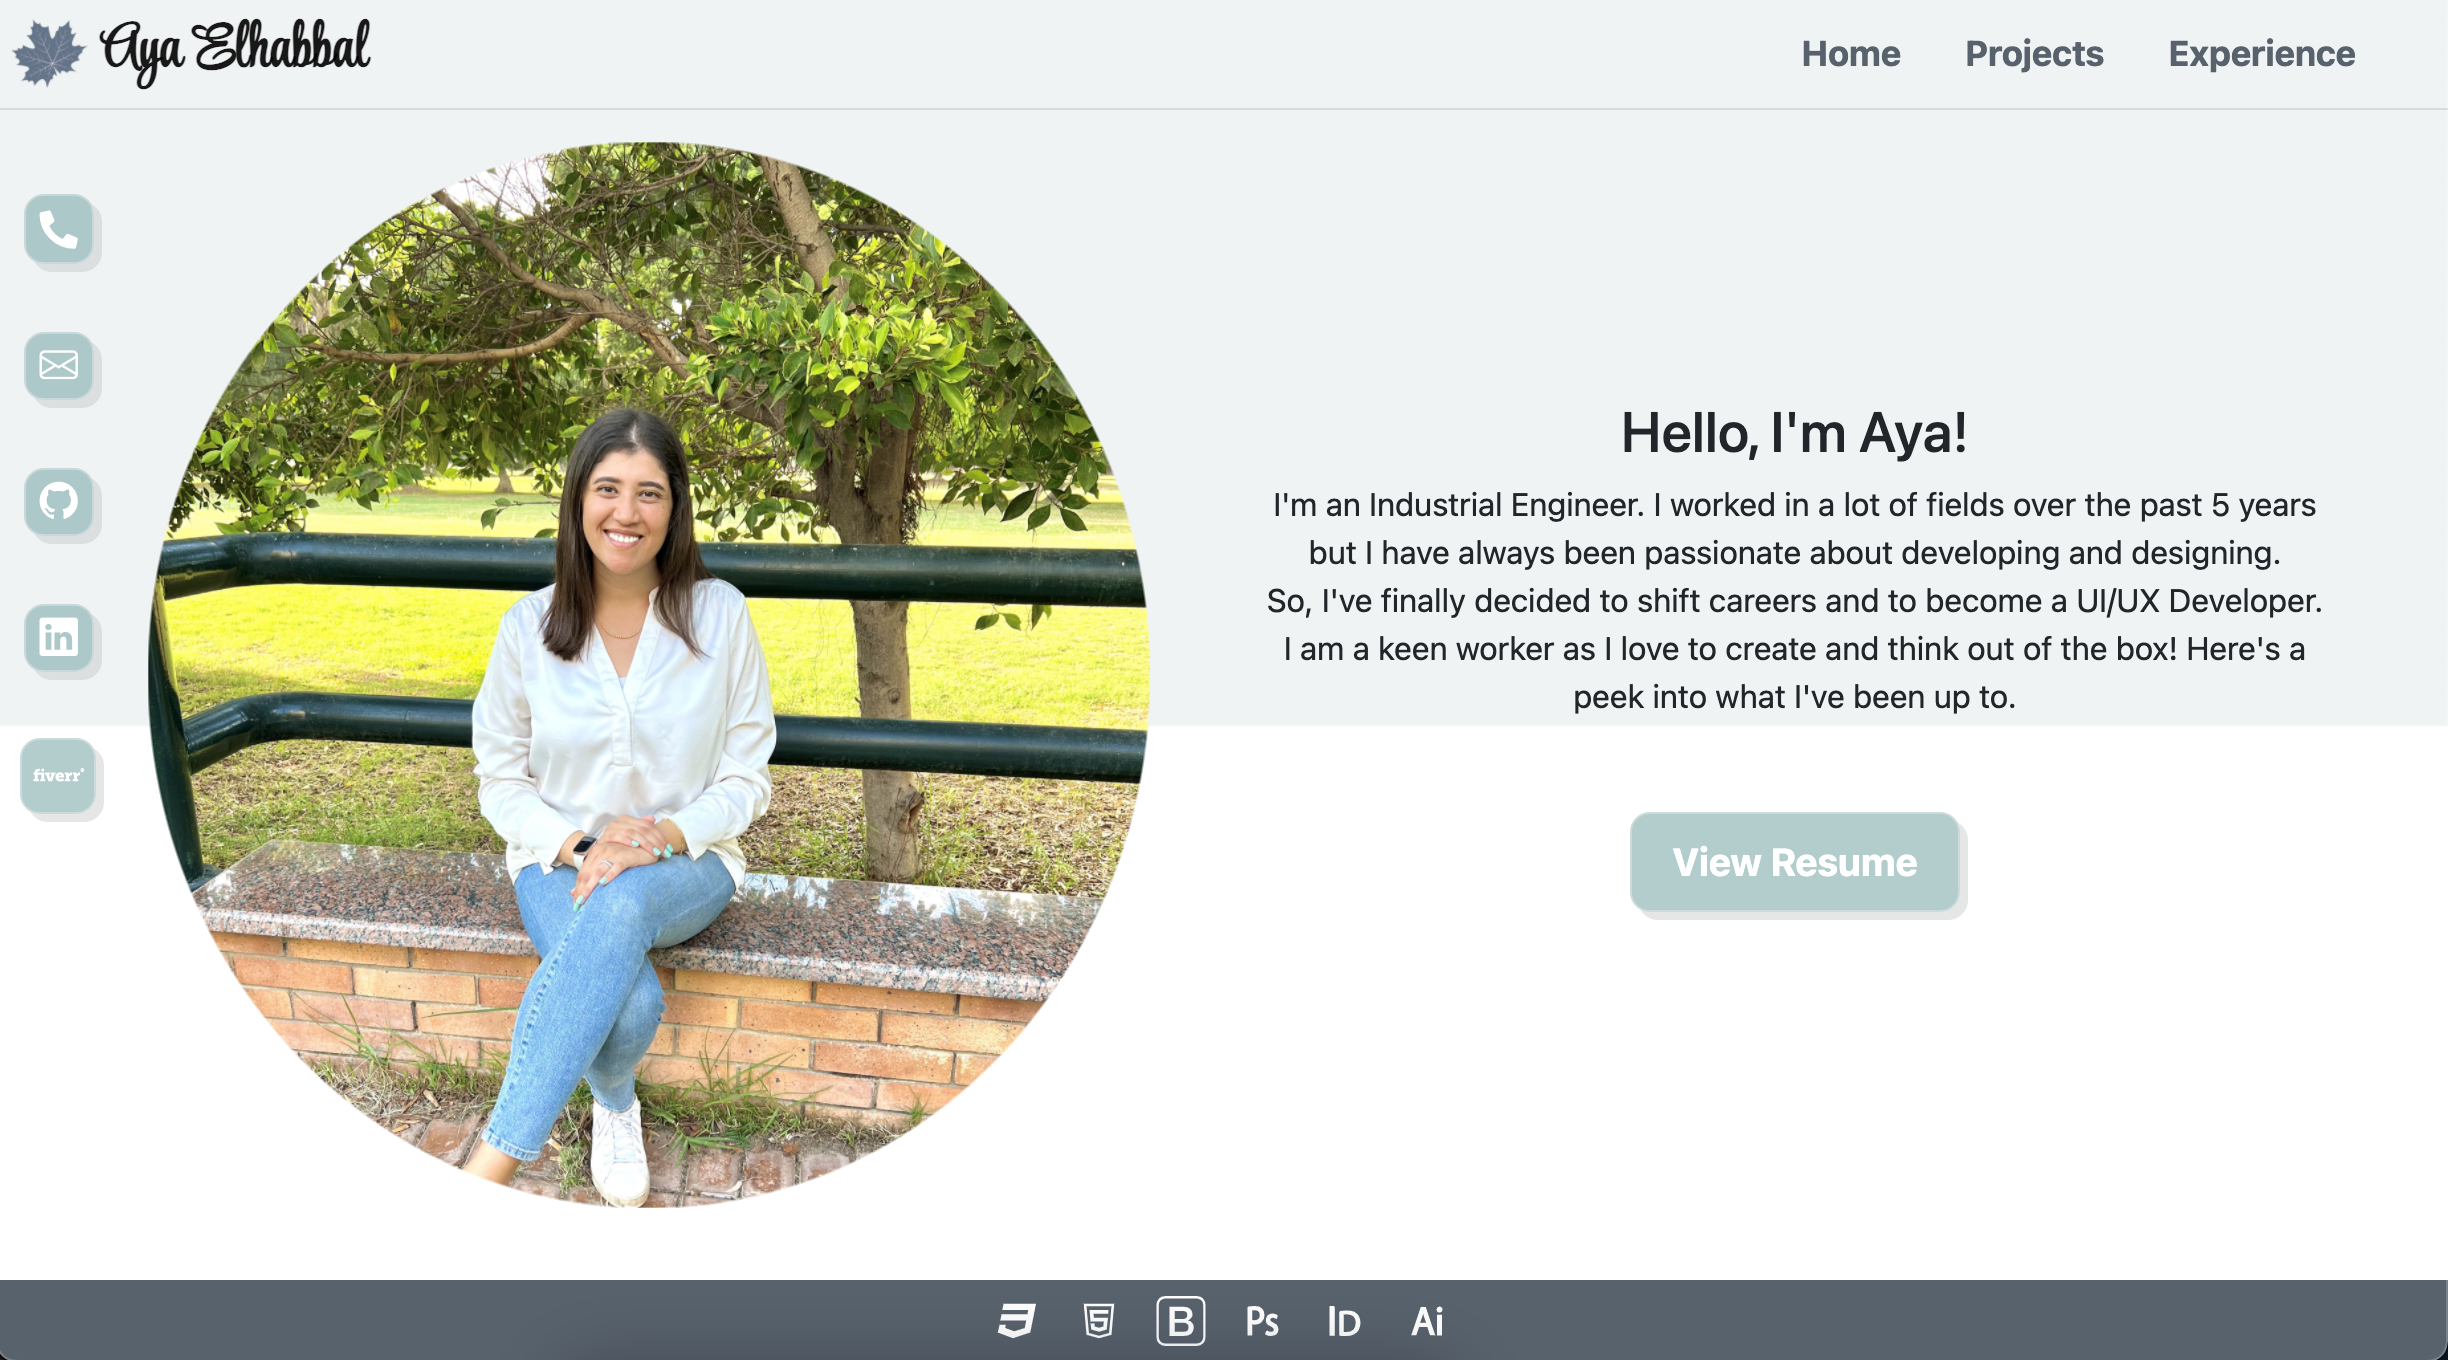 Aya Elhabbal
Home Projects Experience
Hello, I'm Aya!
I'm an Industrial Engineer. I worked in a lot of fields over the past 5 years
but I have always been passionate about developing and designing.
So, I've finally decided to shift careers and to become a UI/UX Developer.
I am a keen worker as I love to create and think out of the box! Here's a
peek into what I've been up to.
in
fiverr
View Resume
5 B Ps ID Ai